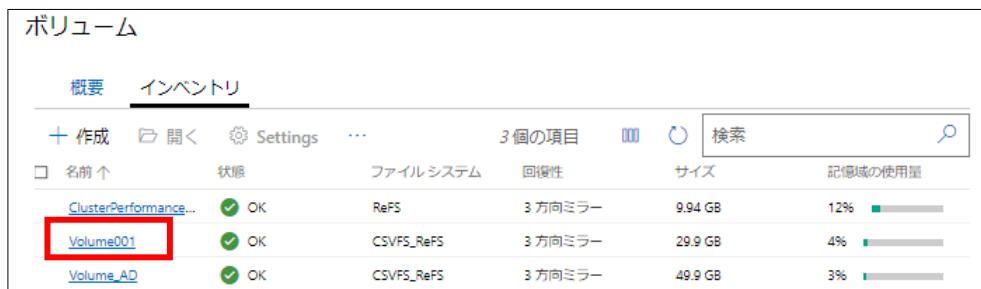 ボリューム
概要 インベントリ
作成 開く Settings ... 3 個の項目 検索
名前 状態 ファイル システム 回復性 サイズ 記憶域の使用量
ClusterPerformance... OK ReFS 3 方向ミラー 9.94 GB 12%
Volume001 OK CSVFS_ReFS 3 方向ミラー 29.9 GB 4%
Volume_AD OK CSVFS_ReFS 3 方向ミラー 49.9 GB 3%